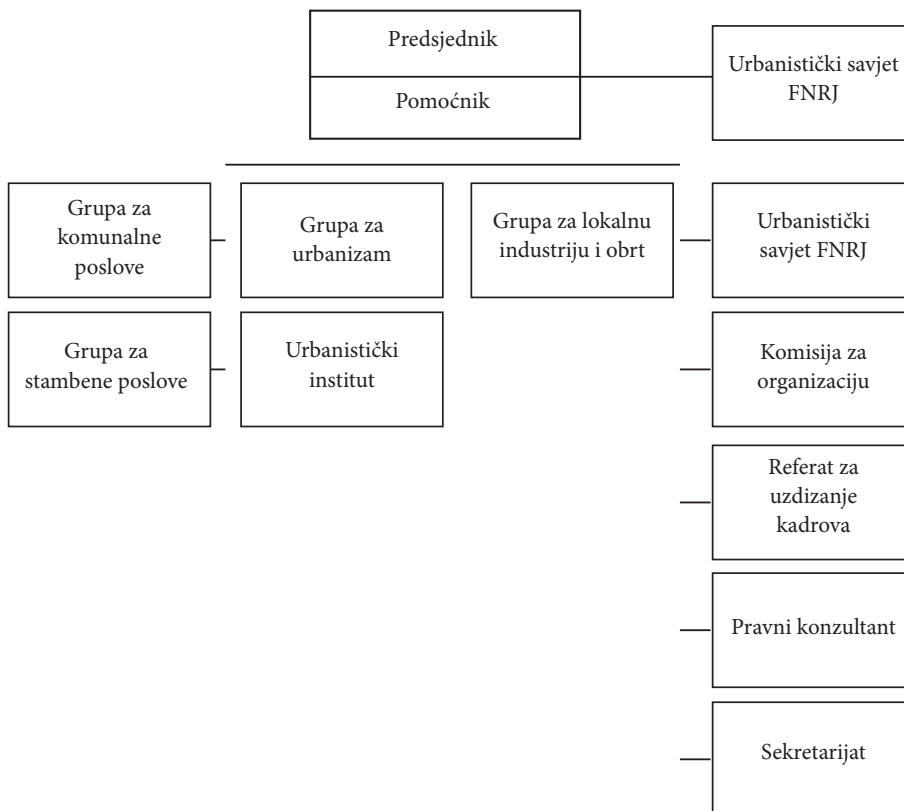 Predsjednik
Pomoćnik
Urbanistički savjet
FNRJ
Grupa za
komunalne
poslove
Grupa za
urbanizam
Grupa za lokalnu
industriju i obrt
Urbanistički
savjet FNRJ
Grupa za
stambene poslove
Urbanistički
institut
Komisija za
organizaciju
Referat za
uzdizanje
kadrova
Pravni konzultant
Sekretarijat